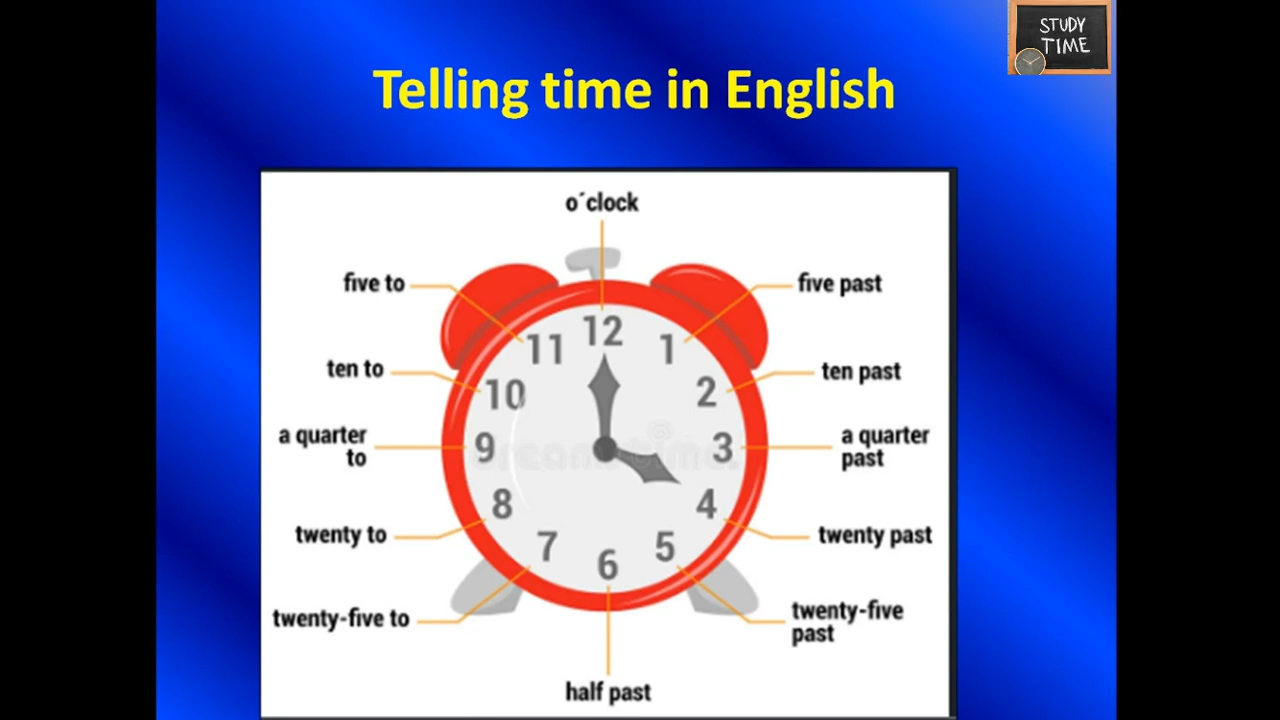 STUDY
TIME
Telling time in English
o´clock
five to
five past
ten to
ten past
a quarter
to
a quarter
past
twenty to
twenty past
twenty-five to
twenty-five
past
half past
12
1
2
3
4
5
6
7
8
9
10
11
dreamstime.